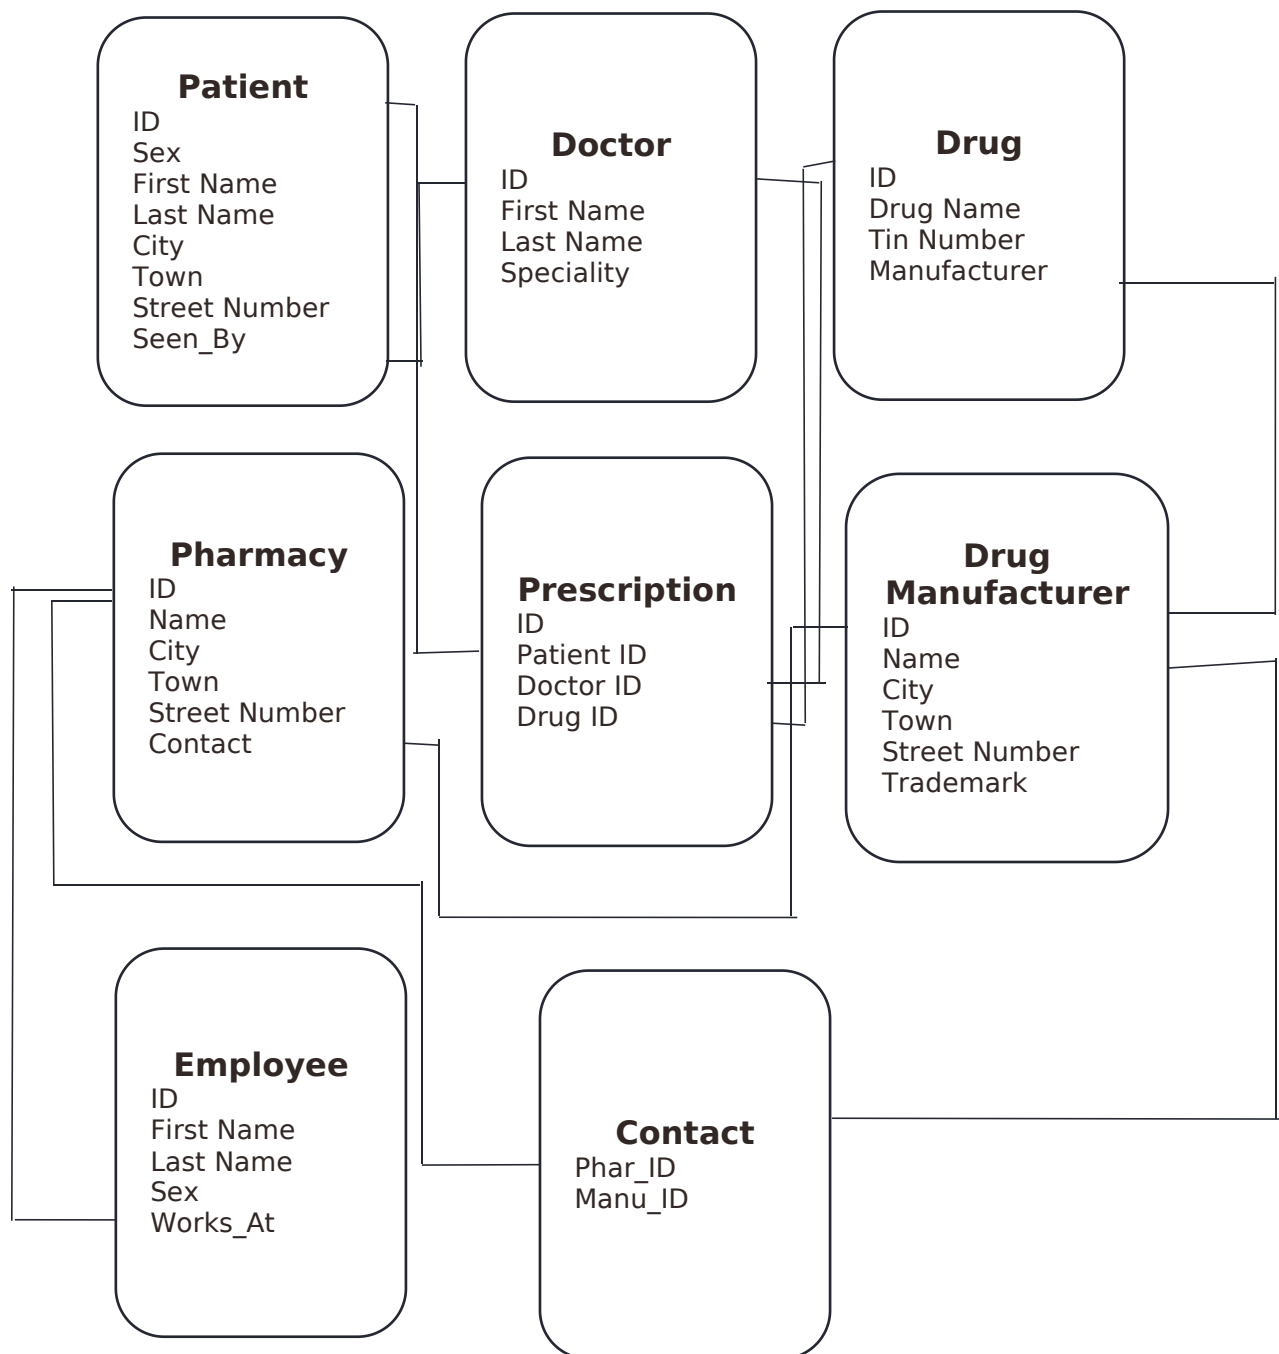 Patient
ID
Sex
First Name
Last Name
City
Town
Street Number
Seen_By
Doctor
ID
First Name
Last Name
Speciality
Drug
ID
Drug Name
Tin Number
Manufacturer
Pharmacy
ID
Name
City
Town
Street Number
Contact
Prescription
ID
Patient ID
Doctor ID
Drug ID
Drug
Manufacturer
ID
Name
City
Town
Street Number
Trademark
Employee
ID
First Name
Last Name
Sex
Works_At
Contact
Phar_ID
Manu_ID